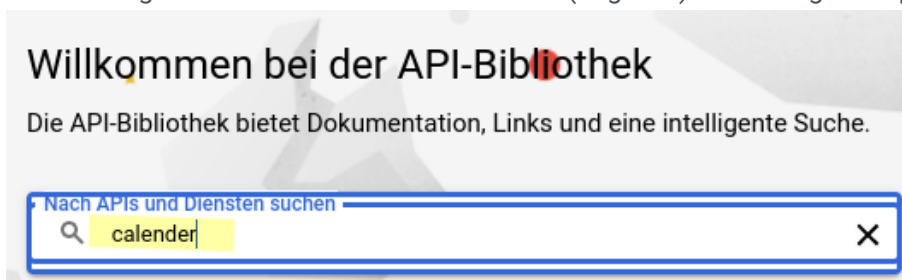 Willkommen bei der API-Bibliothek
Die API-Bibliothek bietet Dokumentation, Links und eine intelligente Suche.
Nach APIs und Diensten suchen
calender